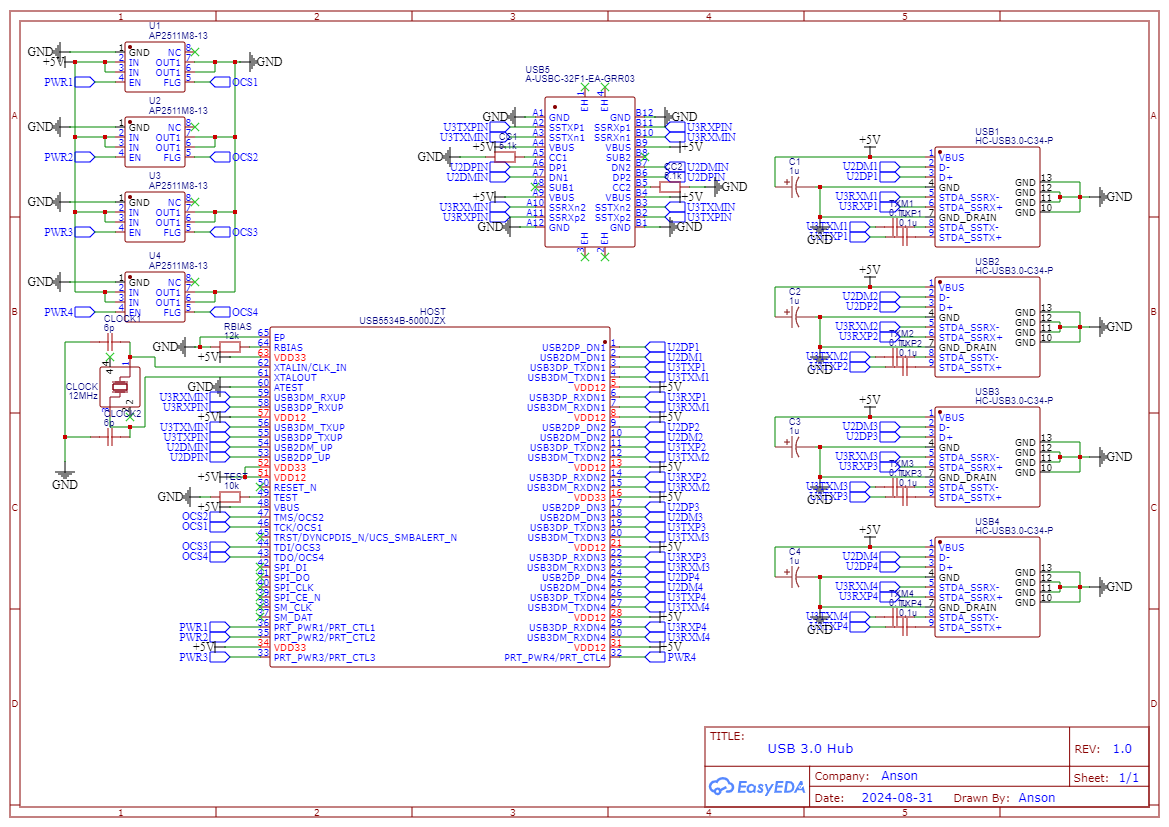 1 2 3 4 5
U1
AP2511M8-13
GND
+5V
1 GND NC 8
2 IN OUT1 7
3 IN OUT1 6
4 EN FLG 5
PWR1
OCS1
GND
U2
AP2511M8-13
GND
1 GND NC 8
2 IN OUT1 7
3 IN OUT1 6
4 EN FLG 5
PWR2
OCS2
U3
AP2511M8-13
GND
1 GND NC 8
2 IN OUT1 7
3 IN OUT1 6
4 EN FLG 5
PWR3
OCS3
U4
AP2511M8-13
GND
1 GND NC 8
2 IN OUT1 7
3 IN OUT1 6
4 EN FLG 5
PWR4
OCS4
CLOCK1
6p
CLOCK
12MHz
CLOCK2
6p
GND
RBIAS
12k
GND
+5V
GND
U3RXMIN
U3RXPIN
+5V
U3TXMIN
U3TXPIN
U2DMIN
U2DPIN
+5V
TEST
10k
GND
+5V
OCS2
OCS1
OCS3
OCS4
PWR1
PWR2
+5V
PWR3
HOST
USB5534B-5000JZX
65 EP
64 RBIAS
63 VDD33
62 XTALIN/CLK_IN
61 XTALOUT
60 ATEST
59 USB3DM_RXUP
58 USB3DP_RXUP
57 VDD12
56 USB3DM_TXUP
55 USB3DP_TXUP
54 USB2DM_UP
53 USB2DP_UP
52 VDD33
51 VDD12
50 RESET_N
49 TEST
48 VBUS
47 TMS/OCS2
46 TCK/OCS1
45 TRST/DYNCPDIS_N/UCS_SMBALERT_N
44 TDI/OCS3
43 TDO/OCS4
42 SPI_DI
41 SPI_DO
40 SPI_CLK
39 SPI_CE_N
38 SM_CLK
37 SM_DAT
36 PRT_PWR1/PRT_CTL1
35 PRT_PWR2/PRT_CTL2
34 VDD33
33 PRT_PWR3/PRT_CTL3
USB2DP_DN1 1 U2DP1
USB2DM_DN1 2 U2DM1
USB3DP_TXDN1 3 U3TXP1
USB3DM_TXDN1 4 U3TXM1
VDD12 5 +5V
USB3DP_RXDN1 6 U3RXP1
USB3DM_RXDN1 7 U3RXM1
VDD12 8 +5V
USB2DP_DN2 9 U2DP2
USB2DM_DN2 10 U2DM2
USB3DP_TXDN2 11 U3TXP2
USB3DM_TXDN2 12 U3TXM2
VDD12 13 +5V
USB3DP_RXDN2 14 U3RXP2
USB3DM_RXDN2 15 U3RXM2
VDD33 16 +5V
USB2DP_DN3 17 U2DP3
USB2DM_DN3 18 U2DM3
USB3DP_TXDN3 19 U3TXP3
USB3DM_TXDN3 20 U3TXM3
VDD12 21 +5V
USB3DP_RXDN3 22 U3RXP3
USB3DM_RXDN3 23 U3RXM3
USB2DP_DN4 24 U2DP4
USB2DM_DN4 25 U2DM4
USB3DP_TXDN4 26 U3TXP4
USB3DM_TXDN4 27 U3TXM4
VDD12 28 +5V
USB3DP_RXDN4 29 U3RXP4
USB3DM_RXDN4 30 U3RXM4
VDD12 31 +5V
PRT_PWR4/PRT_CTL4 32 PWR4
USB5
A-USBC-32F1-EA-GRR03
1 EH 4 EH
GND A1 GND
U3TXPIN A2 SSTXP1
U3TXMIN A3 SSTXn1
+5V A4 VBUS
GND 5.1k A5 CC1
U2DPIN A6 DP1
U2DMIN A7 DN1
A8 SUB1
+5V A9 VBUS
U3RXMIN A10 SSRXn2
U3RXPIN A11 SSRXp2
GND A12 GND
GND B12 GND
SSRXp1 B11 U3RXPIN
SSRXn1 B10 U3RXMIN
VBUS B9 +5V
SUB2 B8
DN2 B7 U2DMIN
DP2 B6 U2DPIN
CC2 B5 CC2 5.1k GND
VBUS B4 +5V
SSTXn2 B3 U3TXMIN
SSTXp2 B2 U3TXPIN
GND B1 GND
3 EH 2 EH
USB1
HC-USB3.0-C34-P
+5V
C1
1u
U2DM1
U2DP1
U3RXM1
U3RXP1
TXM1
TXP1
0.1u
U3TXM1
U3TXP1
GND
1 VBUS
2 D-
3 D+
4 GND
5 STDA_SSRX-
6 STDA_SSRX+
7 GND_DRAIN
8 STDA_SSTX-
9 STDA_SSTX+
GND 13
GND 12
GND 11
GND 10
GND
USB2
HC-USB3.0-C34-P
+5V
C2
1u
U2DM2
U2DP2
U3RXM2
U3RXP2
TXM2
TXP2
0.1u
U3TXM2
U3TXP2
GND
1 VBUS
2 D-
3 D+
4 GND
5 STDA_SSRX-
6 STDA_SSRX+
7 GND_DRAIN
8 STDA_SSTX-
9 STDA_SSTX+
GND 13
GND 12
GND 11
GND 10
GND
USB3
HC-USB3.0-C34-P
+5V
C3
1u
U2DM3
U2DP3
U3RXM3
U3RXP3
TXM3
TXP3
0.1u
U3TXM3
U3TXP3
GND
1 VBUS
2 D-
3 D+
4 GND
5 STDA_SSRX-
6 STDA_SSRX+
7 GND_DRAIN
8 STDA_SSTX-
9 STDA_SSTX+
GND 13
GND 12
GND 11
GND 10
GND
USB4
HC-USB3.0-C34-P
+5V
C4
1u
U2DM4
U2DP4
U3RXM4
U3RXP4
TXM4
TXP4
0.1u
U3TXM4
U3TXP4
GND
1 VBUS
2 D-
3 D+
4 GND
5 STDA_SSRX-
6 STDA_SSRX+
7 GND_DRAIN
8 STDA_SSTX-
9 STDA_SSTX+
GND 13
GND 12
GND 11
GND 10
GND
A A
B B
C C
D D
TITLE:
USB 3.0 Hub
REV: 1.0
EasyEDA
Company: Anson
Sheet: 1/1
Date: 2024-08-31 Drawn By: Anson
1 2 3 4 5